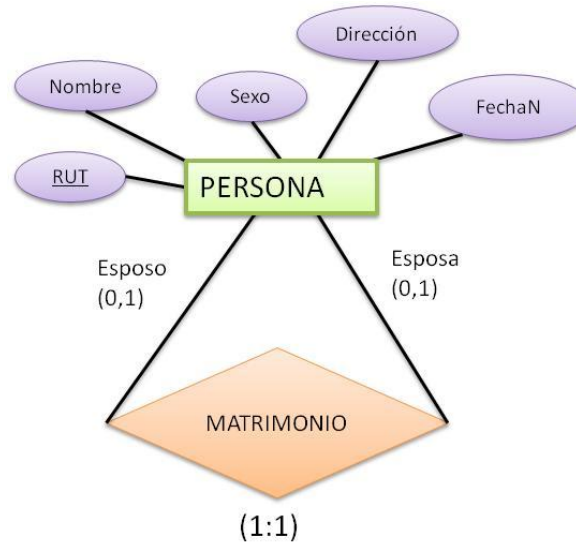 Dirección
Nombre
Sexo
FechaN
RUT
PERSONA
Esposo
(0,1)
Esposa
(0,1)
MATRIMONIO
(1:1)